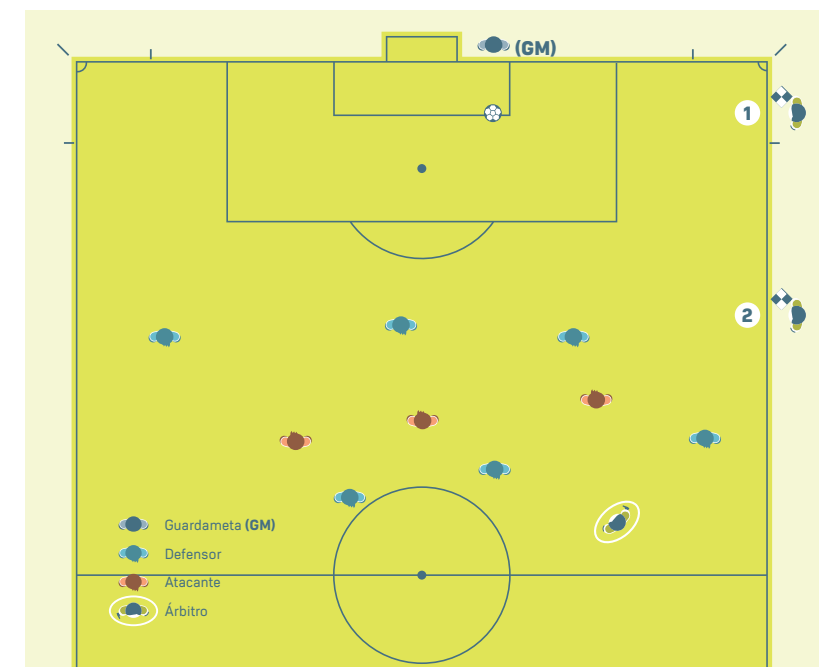 (GM)
1
2
Guardameta (GM)
Defensor
Atacante
Árbitro